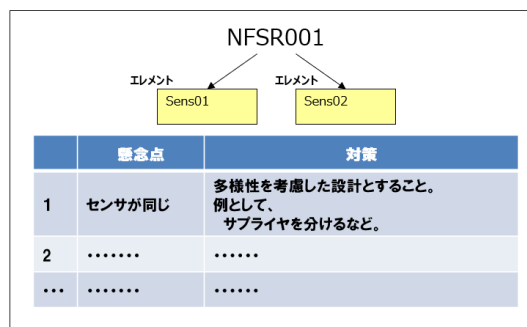 NFSR001
エレメント エレメント
Sens01 Sens02
懸念点 対策
1 センサが同じ 多様性を考慮した設計とすること。
例として、
サプライヤを分けるなど。
2 ・・・・・・・ ・・・・・・
・・・ ・・・・・・・ ・・・・・・